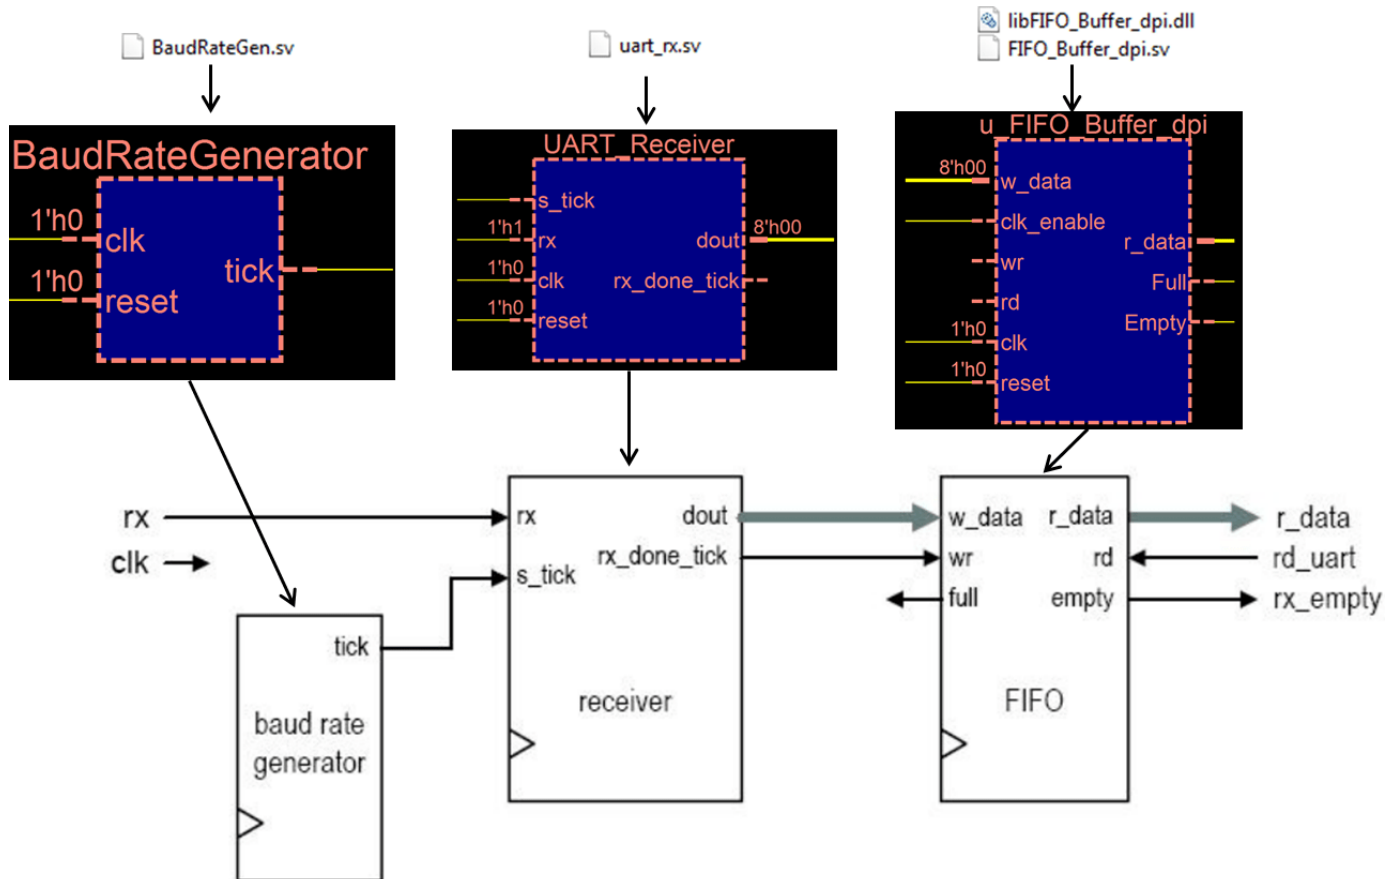 BaudRateGen.sv
uart_rx.sv
libFIFO_Buffer_dpi.dll
FIFO_Buffer_dpi.sv
BaudRateGenerator
1'h0
clk
1'h0
reset
tick
UART_Receiver
s_tick
1'h1
rx
1'h0
clk
1'h0
reset
dout
8'h00
rx_done_tick
u_FIFO_Buffer_dpi
8'h00
w_data
clk_enable
wr
rd
1'h0
clk
1'h0
reset
r_data
Full
Empty
rx
clk
tick
baud rate
generator
rx
s_tick
dout
rx_done_tick
receiver
w_data
wr
full
r_data
rd
empty
FIFO
r_data
rd_uart
rx_empty